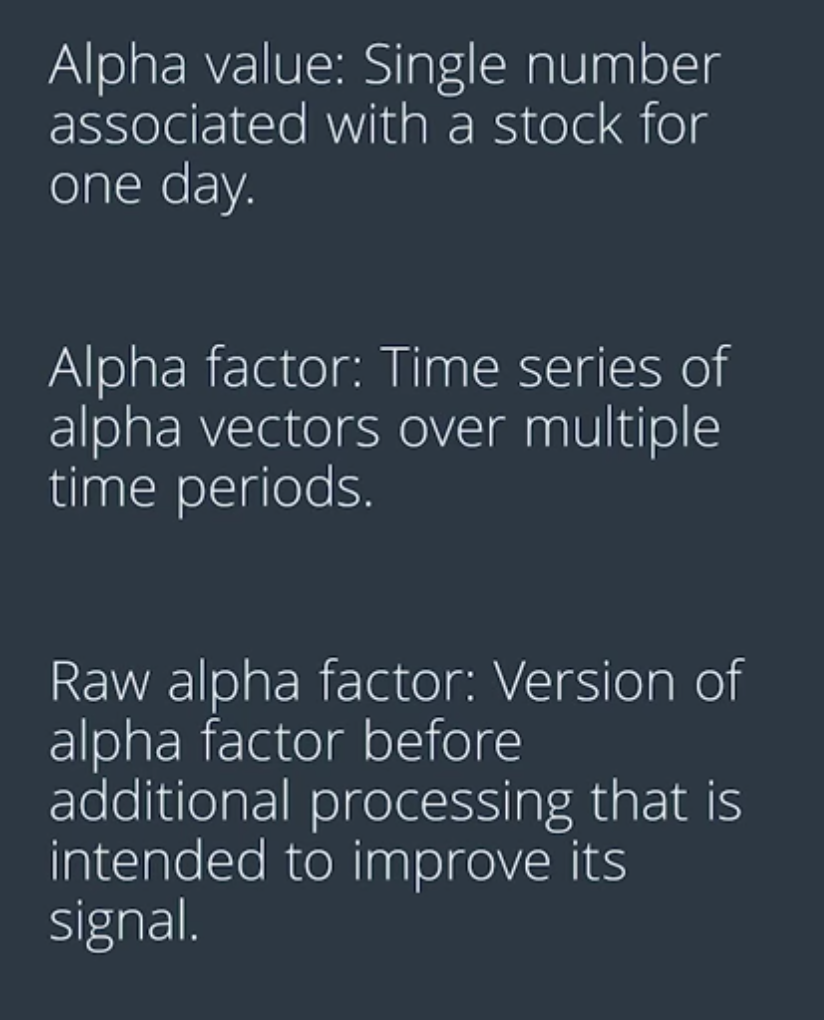 Alpha value: Single number
associated with a stock for
one day.
Alpha factor: Time series of
alpha vectors over multiple
time periods.
Raw alpha factor: Version of
alpha factor before
additional processing that is
intended to improve its
signal.